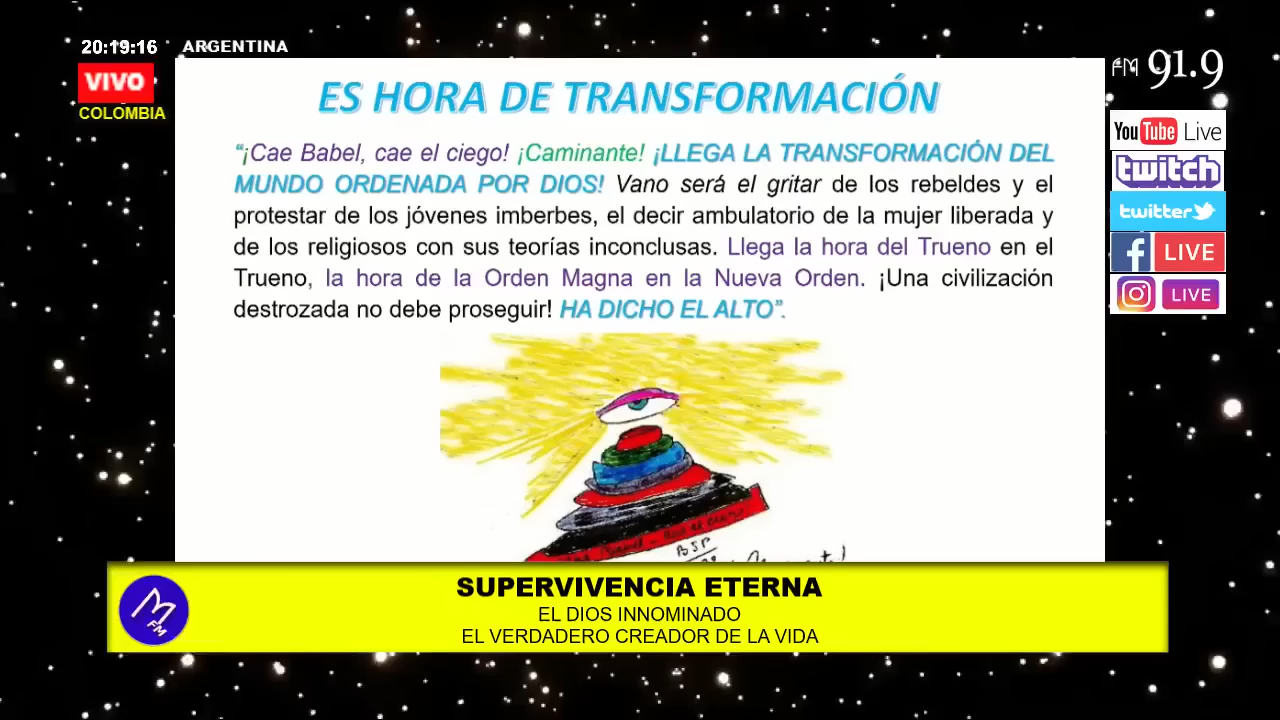 20:19:16 ARGENTINA
VIVO
COLOMBIA
FM 91.9
YouTube Live
twitch
twitter
LIVE
LIVE
ES HORA DE TRANSFORMACIÓN
“¡Cae Babel, cae el ciego! ¡Caminante! ¡LLEGA LA TRANSFORMACIÓN DEL
MUNDO ORDENADA POR DIOS! Vano será el gritar de los rebeldes y el
protestar de los jóvenes imberbes, el decir ambulatorio de la mujer liberada y
de los religiosos con sus teorías inconclusas. Llega la hora del Trueno en el
Trueno, la hora de la Orden Magna en la Nueva Orden. ¡Una civilización
destrozada no debe proseguir! HA DICHO EL ALTO”.
BSP
M FM
SUPERVIVENCIA ETERNA
EL DIOS INNOMINADO
EL VERDADERO CREADOR DE LA VIDA